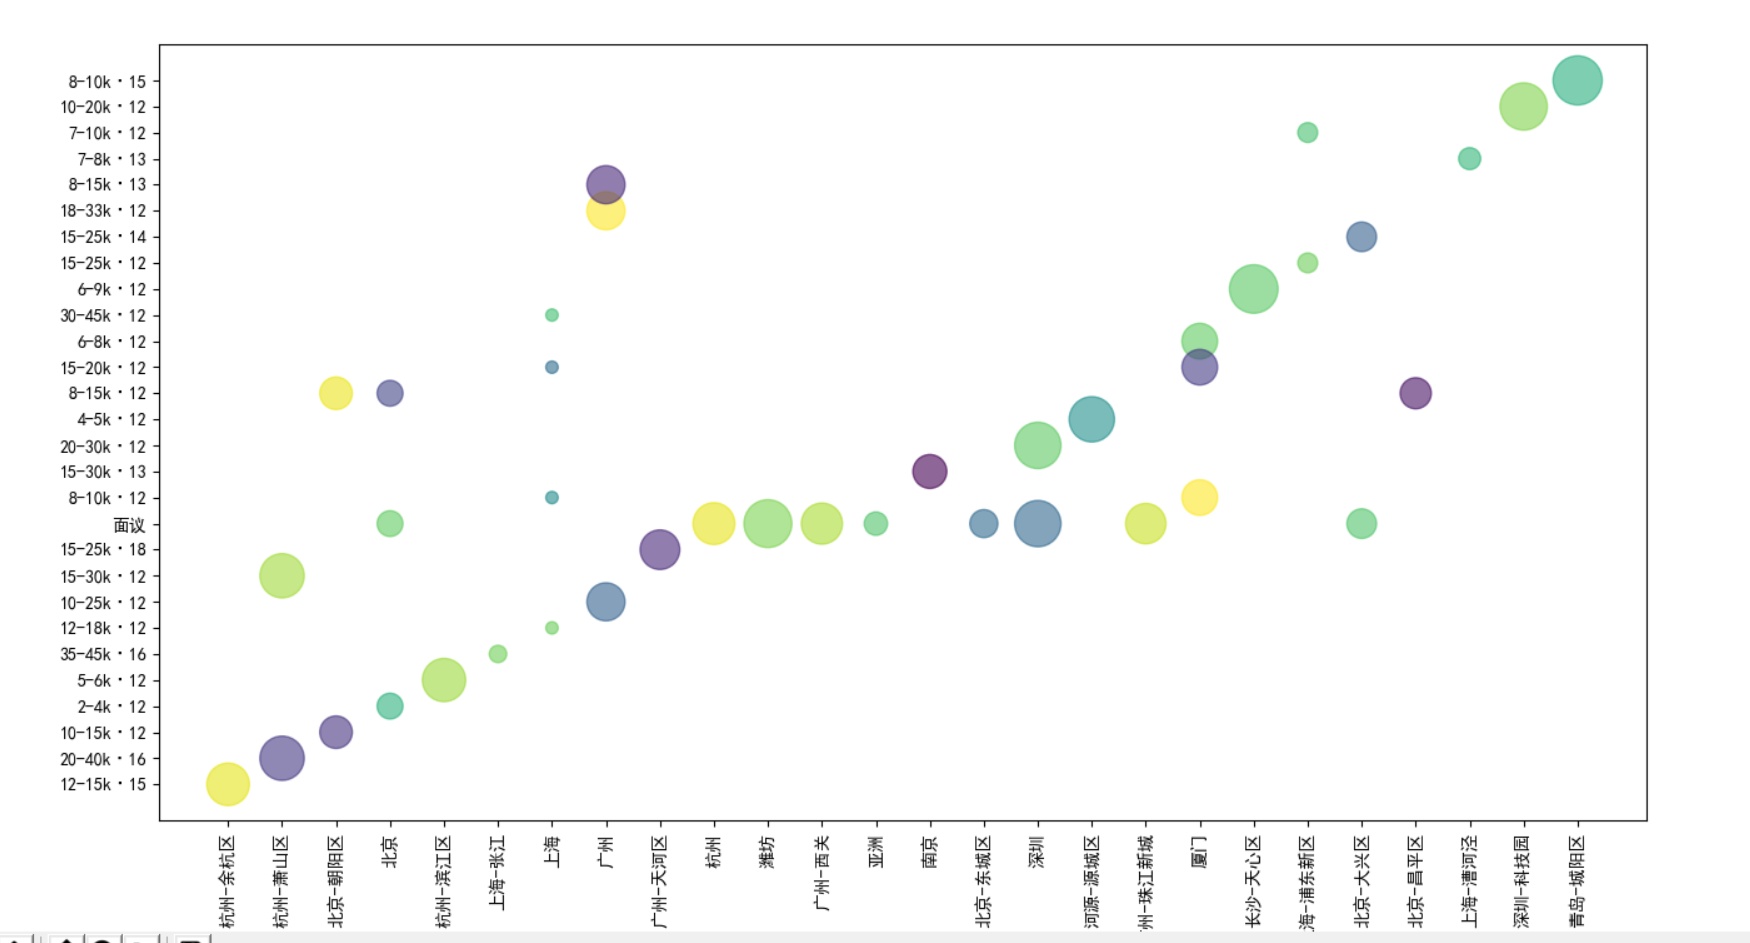 8-10k·15
10-20k·12
7-10k·12
7-8k·13
8-15k·13
18-33k·12
15-25k·14
15-25k·12
6-9k·12
30-45k·12
6-8k·12
15-20k·12
8-15k·12
4-5k·12
20-30k·12
15-30k·13
8-10k·12
面议
15-25k·18
15-30k·12
10-25k·12
12-18k·12
35-45k·16
5-6k·12
2-4k·12
10-15k·12
20-40k·16
12-15k·15
杭州-余杭区
杭州-萧山区
北京-朝阳区
北京
杭州-滨江区
上海-张江
上海
广州
广州-天河区
杭州
潍坊
广州-西关
亚洲
南京
北京-东城区
深圳
河源-源城区
州-珠江新城
厦门
长沙-天心区
海-浦东新区
北京-大兴区
北京-昌平区
上海-漕河泾
深圳-科技园
青岛-城阳区